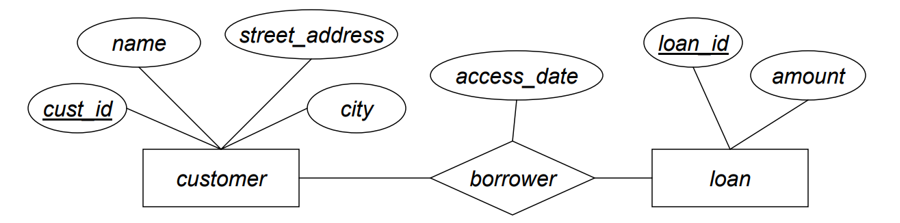 name
street_address
loan_id
access_date
amount
cust_id
city
customer
borrower
loan